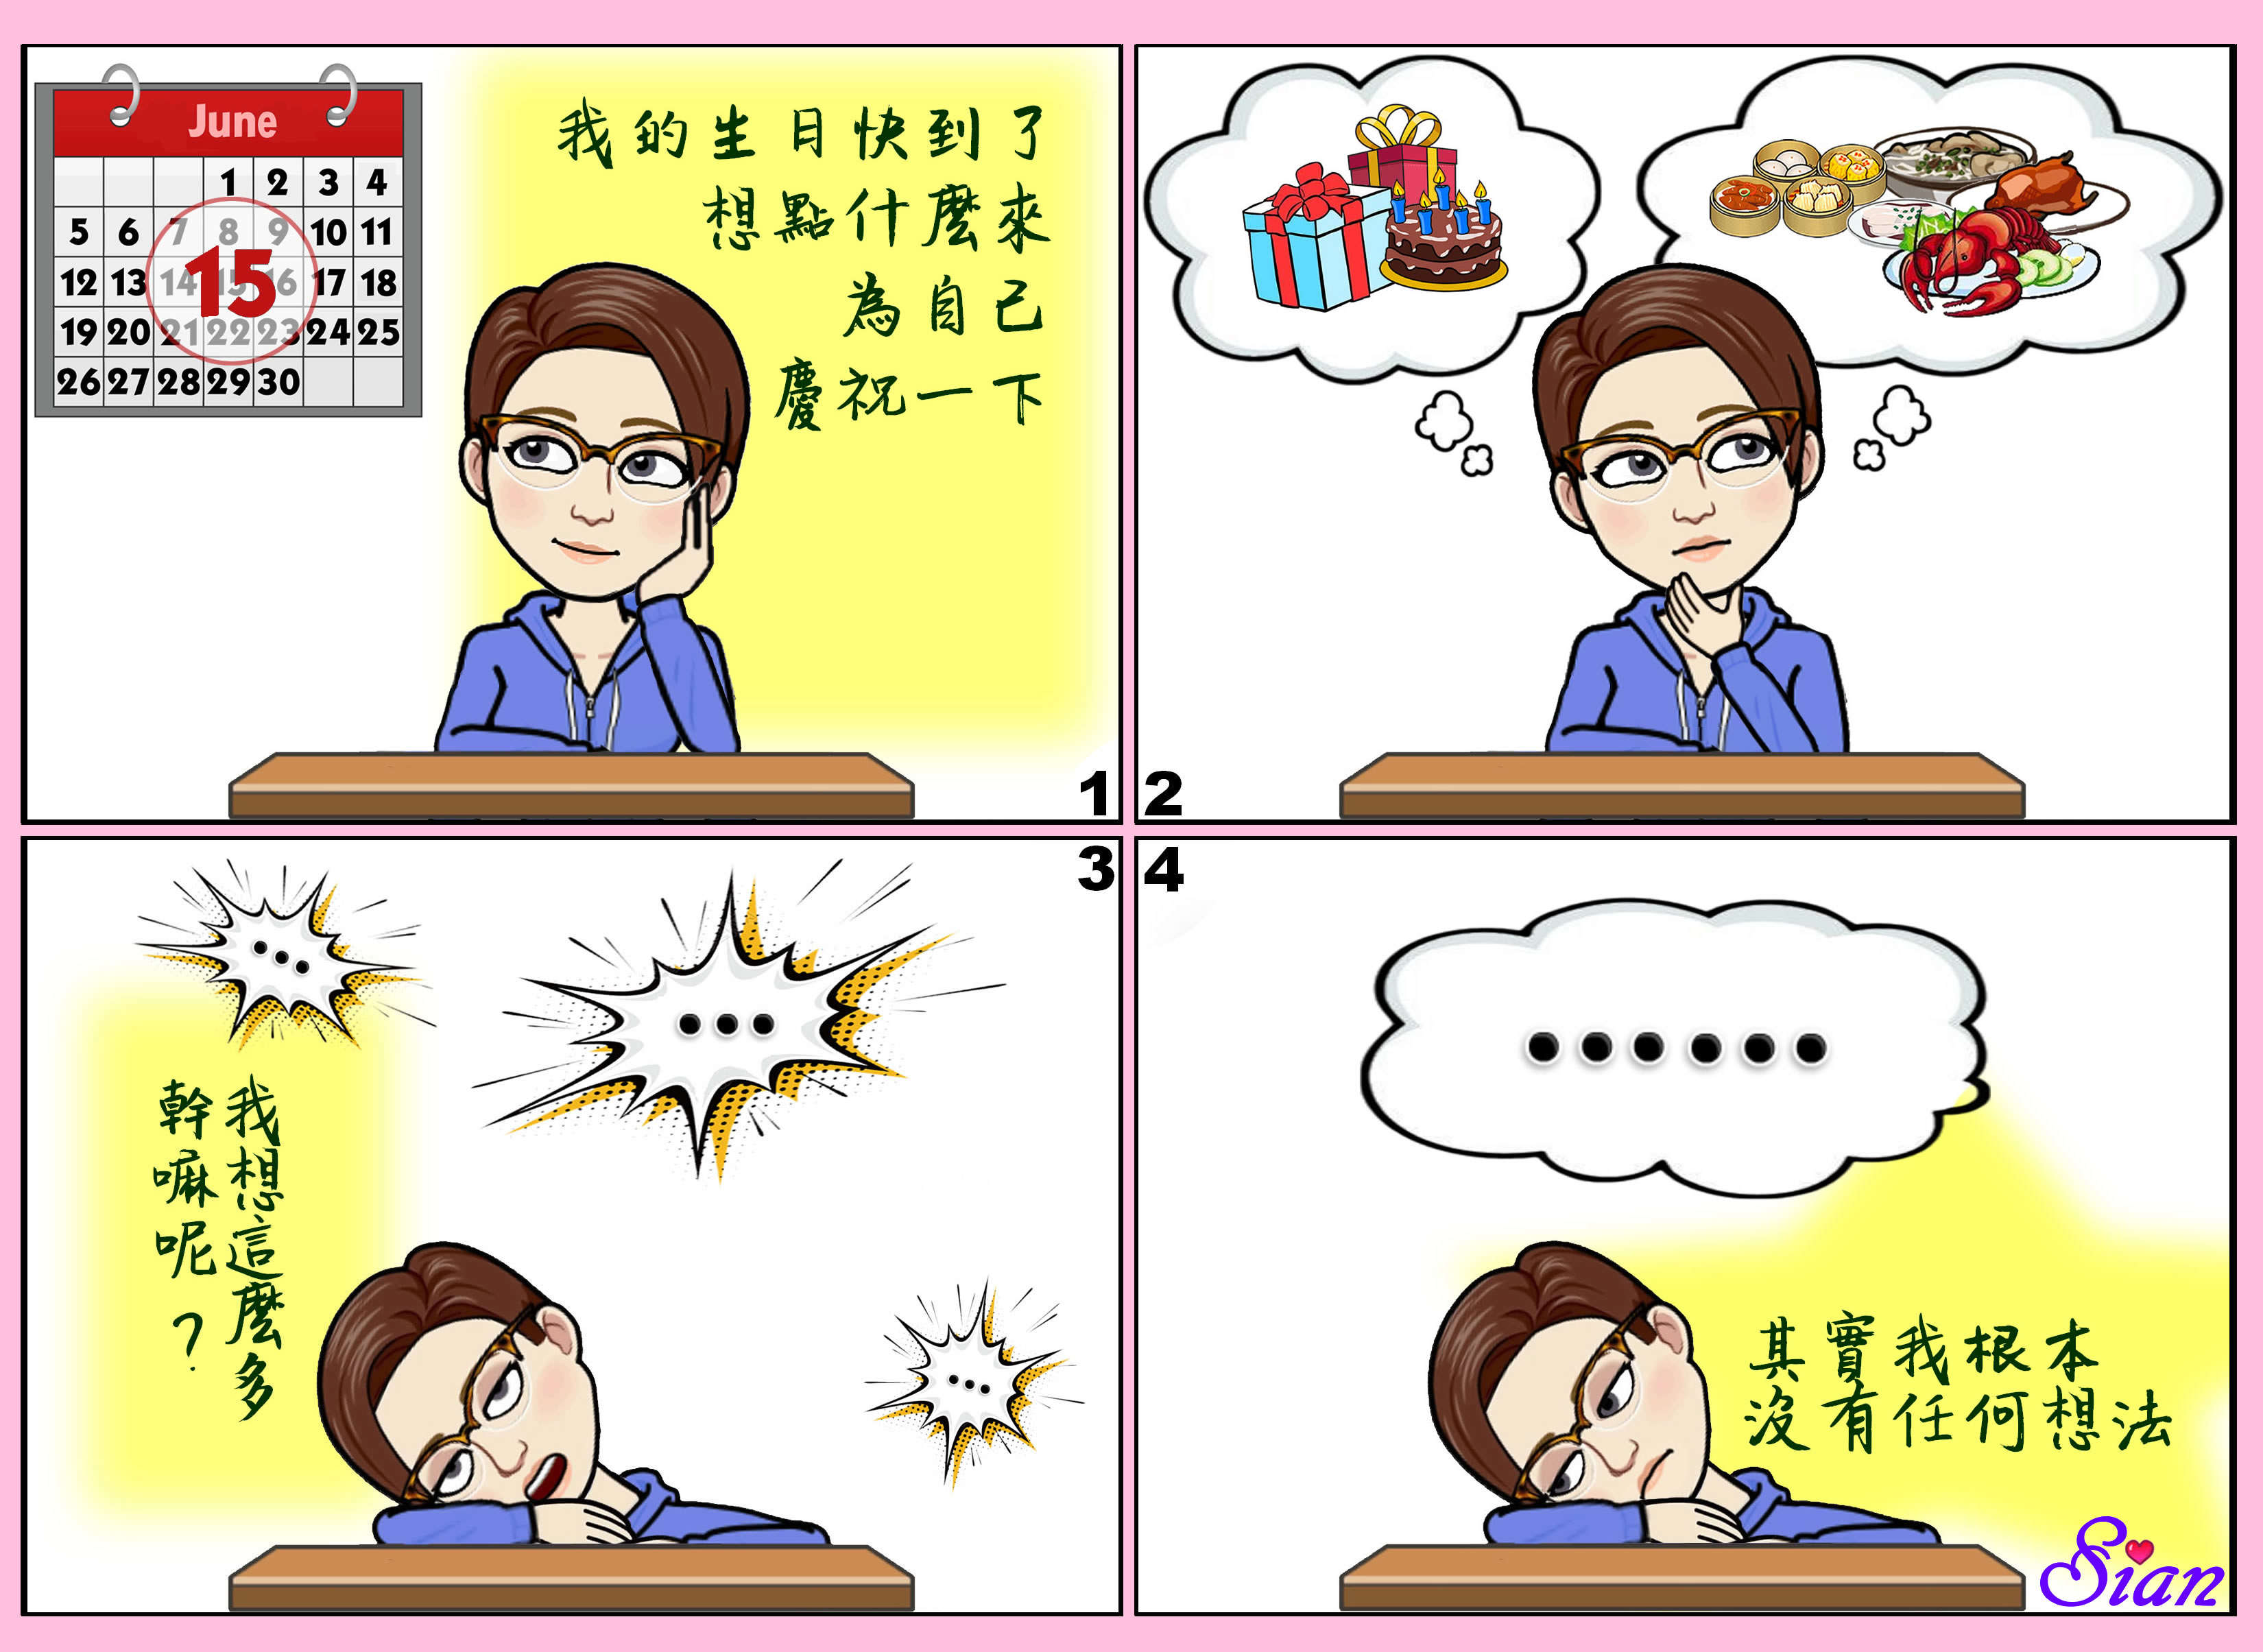 June
1 2 3 4
5 6 7 8 9 10 11
12 13 14 15 16 17 18
15
19 20 21 22 23 24 25
26 27 28 29 30
我的生日快到了
想點什麼來
為自己
慶祝一下
1
2
3
...
...
我想這麼多
幹嘛呢?
...
4
......
其實我根本
沒有任何想法
Sian